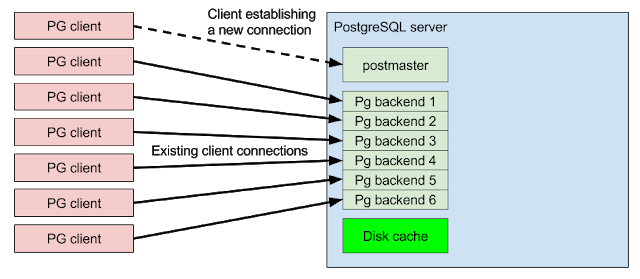 PG client
PG client
PG client
PG client
PG client
PG client
PG client
Client establishing
a new connection
Existing client connections
PostgreSQL server
postmaster
Pg backend 1
Pg backend 2
Pg backend 3
Pg backend 4
Pg backend 5
Pg backend 6
Disk cache